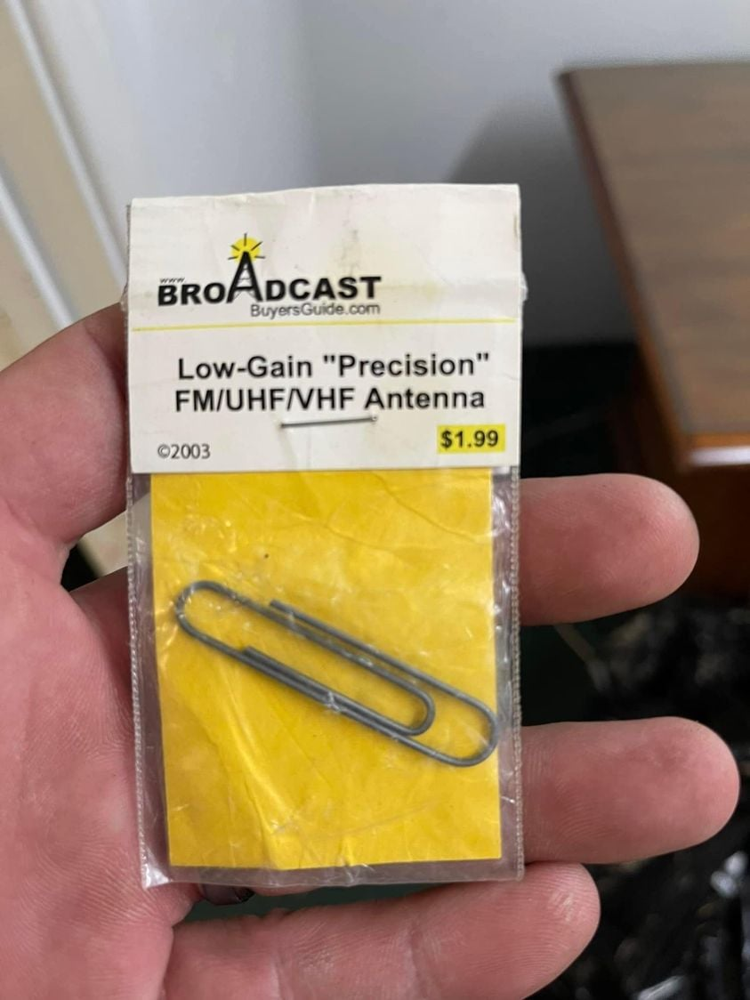 www
BROADCAST
BuyersGuide.com
Low-Gain "Precision"
FM/UHF/VHF Antenna
©2003
$1.99